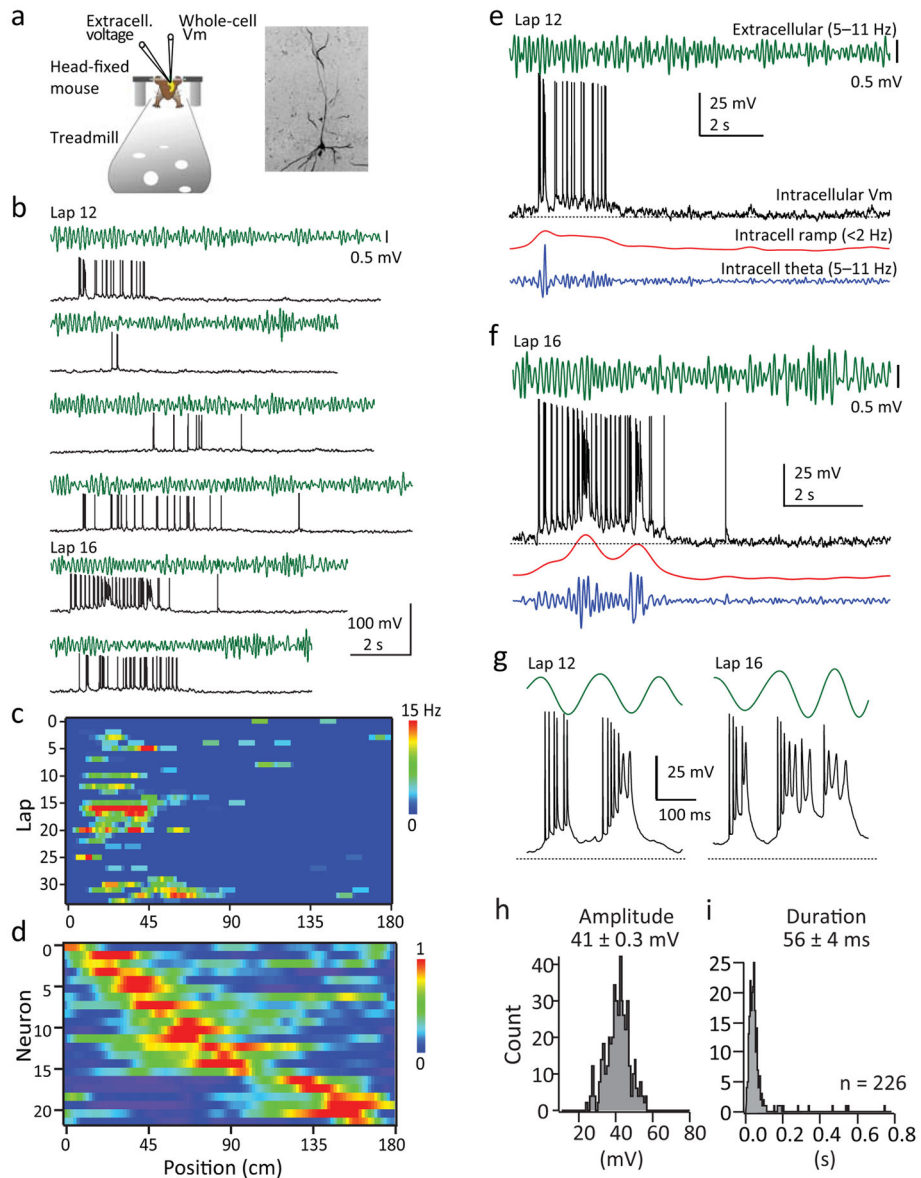 a
Extracell. voltage
Whole-cell Vm
Head-fixed mouse
Treadmill
b
Lap 12
0.5 mV
Lap 16
100 mV
2 s
c
15 Hz
0
Lap
0
5
10
15
20
25
30
0 45 90 135 180
d
1
0
Neuron
0
5
10
15
20
0 45 90 135 180
Position (cm)
e
Lap 12
Extracellular (5–11 Hz)
0.5 mV
25 mV
2 s
Intracellular Vm
Intracell ramp (<2 Hz)
Intracell theta (5–11 Hz)
f
Lap 16
0.5 mV
25 mV
2 s
g
Lap 12
Lap 16
25 mV
100 ms
h
Amplitude
41 ± 0.3 mV
Count
40
30
20
10
0
20 40 60 80
(mV)
i
Duration
56 ± 4 ms
25
20
15
10
5
0
n = 226
0.0 0.2 0.4 0.6 0.8
(s)